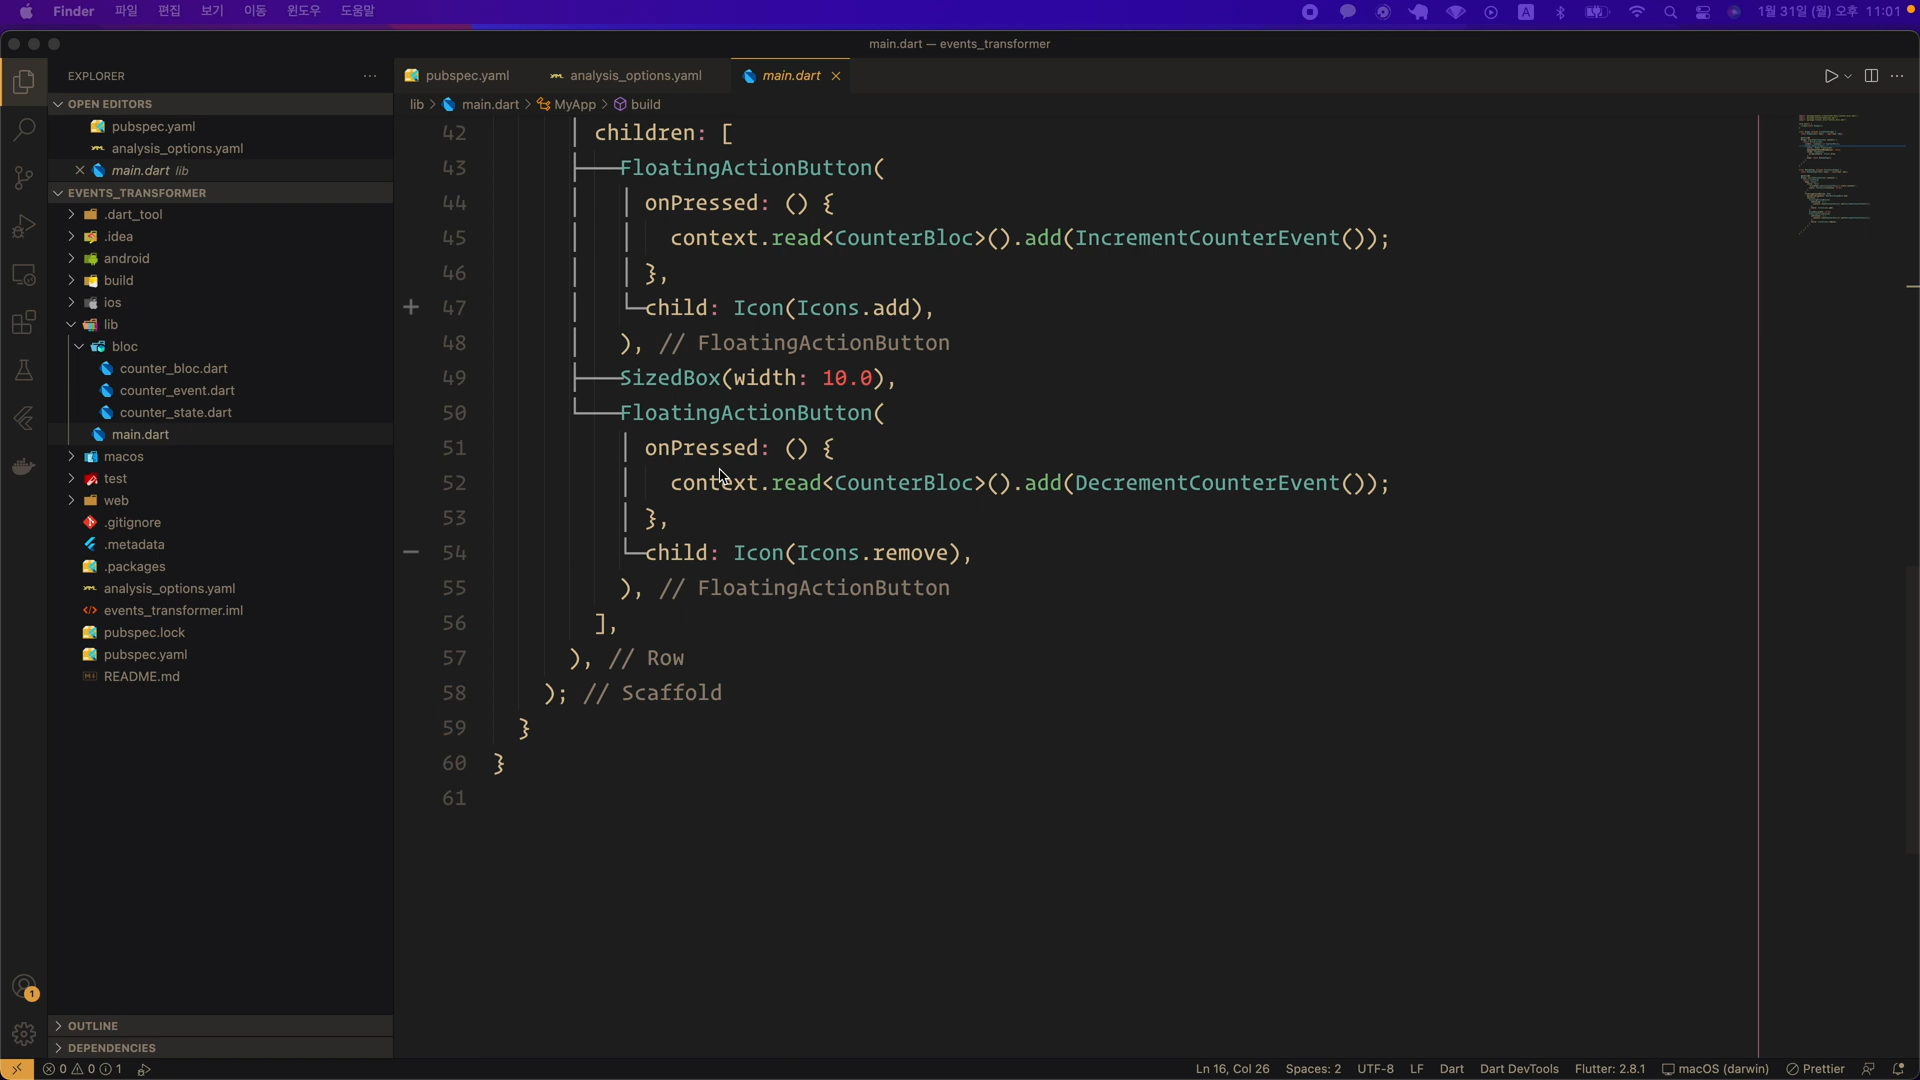 Finder 파일 편집 보기 이동 윈도우 도움말
A
1월 31일 (월) 오후 11:01
main.dart — events_transformer
EXPLORER
OPEN EDITORS
pubspec.yaml
analysis_options.yaml
main.dart lib
EVENTS_TRANSFORMER
.dart_tool
.idea
android
build
ios
lib
bloc
counter_bloc.dart
counter_event.dart
counter_state.dart
main.dart
macos
test
web
.gitignore
.metadata
.packages
analysis_options.yaml
events_transformer.iml
pubspec.lock
pubspec.yaml
README.md
OUTLINE
DEPENDENCIES
1
pubspec.yaml analysis_options.yaml main.dart
lib > main.dart > MyApp > build
42 children: [
43 FloatingActionButton(
44 onPressed: () {
45 context.read<CounterBloc>().add(IncrementCounterEvent());
46 },
47 child: Icon(Icons.add),
48 ), // FloatingActionButton
49 SizedBox(width: 10.0),
50 FloatingActionButton(
51 onPressed: () {
52 context.read<CounterBloc>().add(DecrementCounterEvent());
53 },
54 child: Icon(Icons.remove),
55 ), // FloatingActionButton
56 ],
57 ), // Row
58 ); // Scaffold
59 }
60 }
61
0 0 1 Ln 16, Col 26 Spaces: 2 UTF-8 LF Dart Dart DevTools Flutter: 2.8.1 macOS (darwin) Prettier